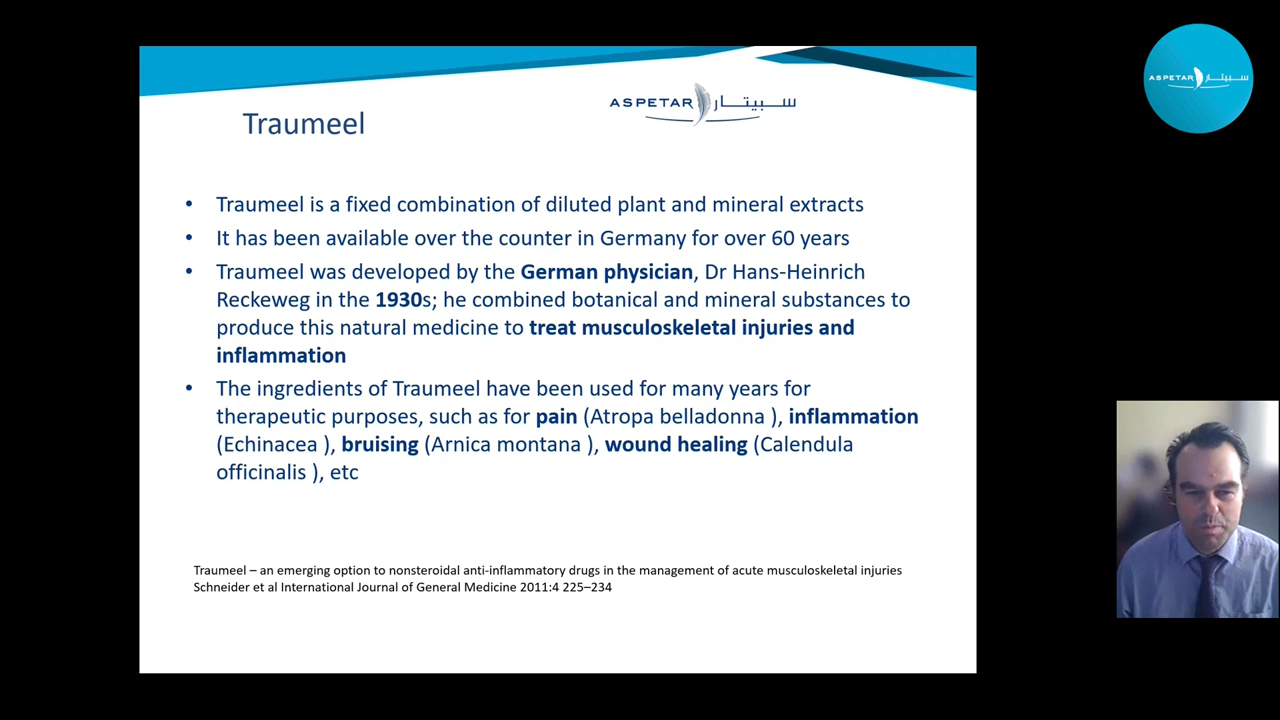 ASPETAR سبيتار
ASPETAR سبيتار
Traumeel
• Traumeel is a fixed combination of diluted plant and mineral extracts
• It has been available over the counter in Germany for over 60 years
• Traumeel was developed by the German physician, Dr Hans-Heinrich
Reckeweg in the 1930s; he combined botanical and mineral substances to
produce this natural medicine to treat musculoskeletal injuries and
inflammation
• The ingredients of Traumeel have been used for many years for
therapeutic purposes, such as for pain (Atropa belladonna ), inflammation
(Echinacea ), bruising (Arnica montana ), wound healing (Calendula
officinalis ), etc
Traumeel – an emerging option to nonsteroidal anti-inflammatory drugs in the management of acute musculoskeletal injuries
Schneider et al International Journal of General Medicine 2011:4 225–234